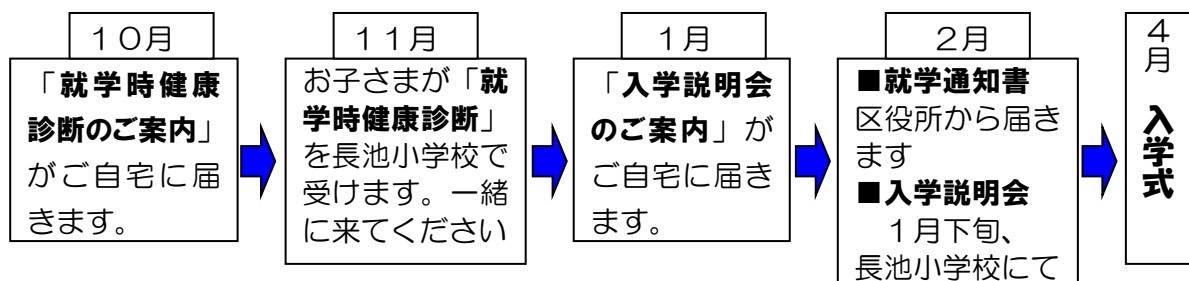 １０月
「就学時健康
診断のご案内」
がご自宅に届
きます。
１１月
お子さまが「就
学時健康診断」
を長池小学校で
受けます。一緒
に来てください
１月
「入学説明会
のご案内」が
ご自宅に届き
ます。
２月
■就学通知書
区役所から届き
ます
■入学説明会
　１月下旬、
長池小学校にて
４月　入学式